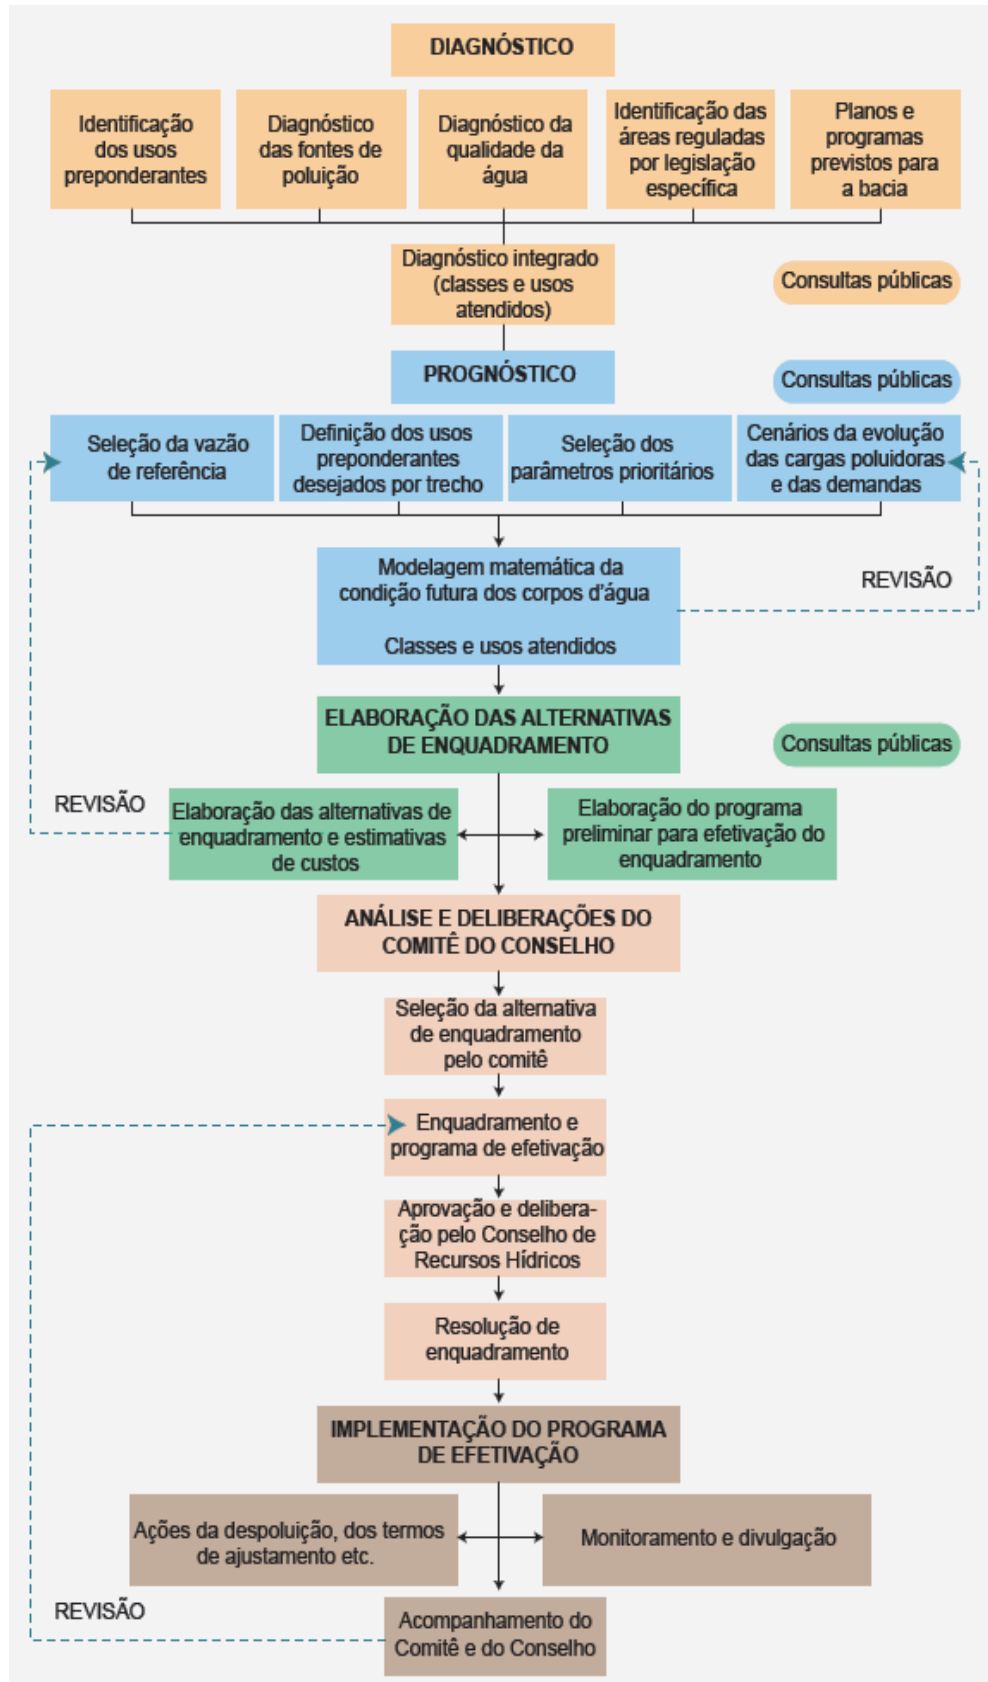 DIAGNÓSTICO
Identificação
dos usos
preponderantes
Diagnóstico
das fontes de
poluição
Diagnóstico da
qualidade da
água
Identificação das
áreas reguladas
por legislação
específica
Planos e
programas
previstos para
a bacia
Diagnóstico integrado
(classes e usos
atendidos)
Consultas públicas
PROGNÓSTICO
Consultas públicas
Seleção da vazão
de referência
Definição dos usos
preponderantes
desejados por trecho
Seleção dos
parâmetros prioritários
Cenários da evolução
das cargas poluidoras
e das demandas
Modelagem matemática da
condição futura dos corpos d'água
Classes e usos atendidos
REVISÃO
ELABORAÇÃO DAS ALTERNATIVAS
DE ENQUADRAMENTO
Consultas públicas
REVISÃO
Elaboração das alternativas de
enquadramento e estimativas
de custos
Elaboração do programa
preliminar para efetivação do
enquadramento
ANÁLISE E DELIBERAÇÕES DO
COMITÊ DO CONSELHO
Seleção da alternativa
de enquadramento
pelo comitê
Enquadramento e
programa de efetivação
Aprovação e delibera-
ção pelo Conselho de
Recursos Hídricos
Resolução de
enquadramento
IMPLEMENTAÇÃO DO PROGRAMA
DE EFETIVAÇÃO
Ações da despoluição, dos termos
de ajustamento etc.
Monitoramento e divulgação
REVISÃO
Acompanhamento do
Comitê e do Conselho